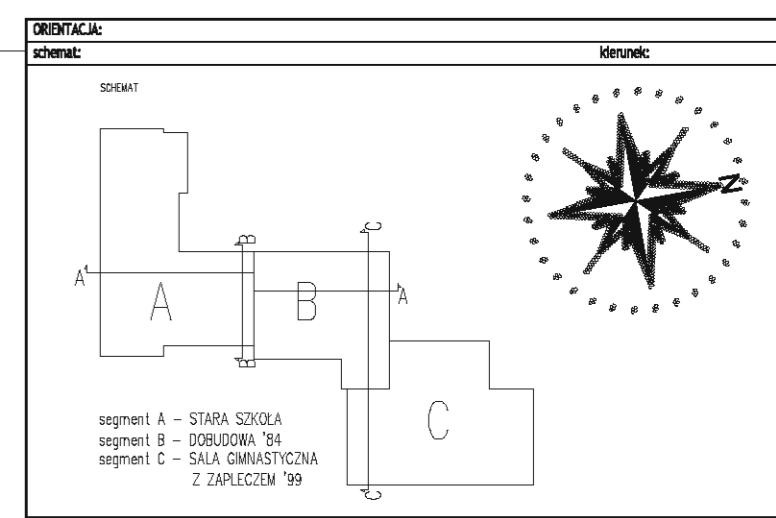 ORIENTACJA:
schemat:
kierunek:
SCHEMAT
N
B
C
A
A
B
A
B
C
segment A – STARA SZKOŁA
segment B – DOBUDOWA '84
segment C – SALA GIMNASTYCZNA
Z ZAPLECZEM '99
C